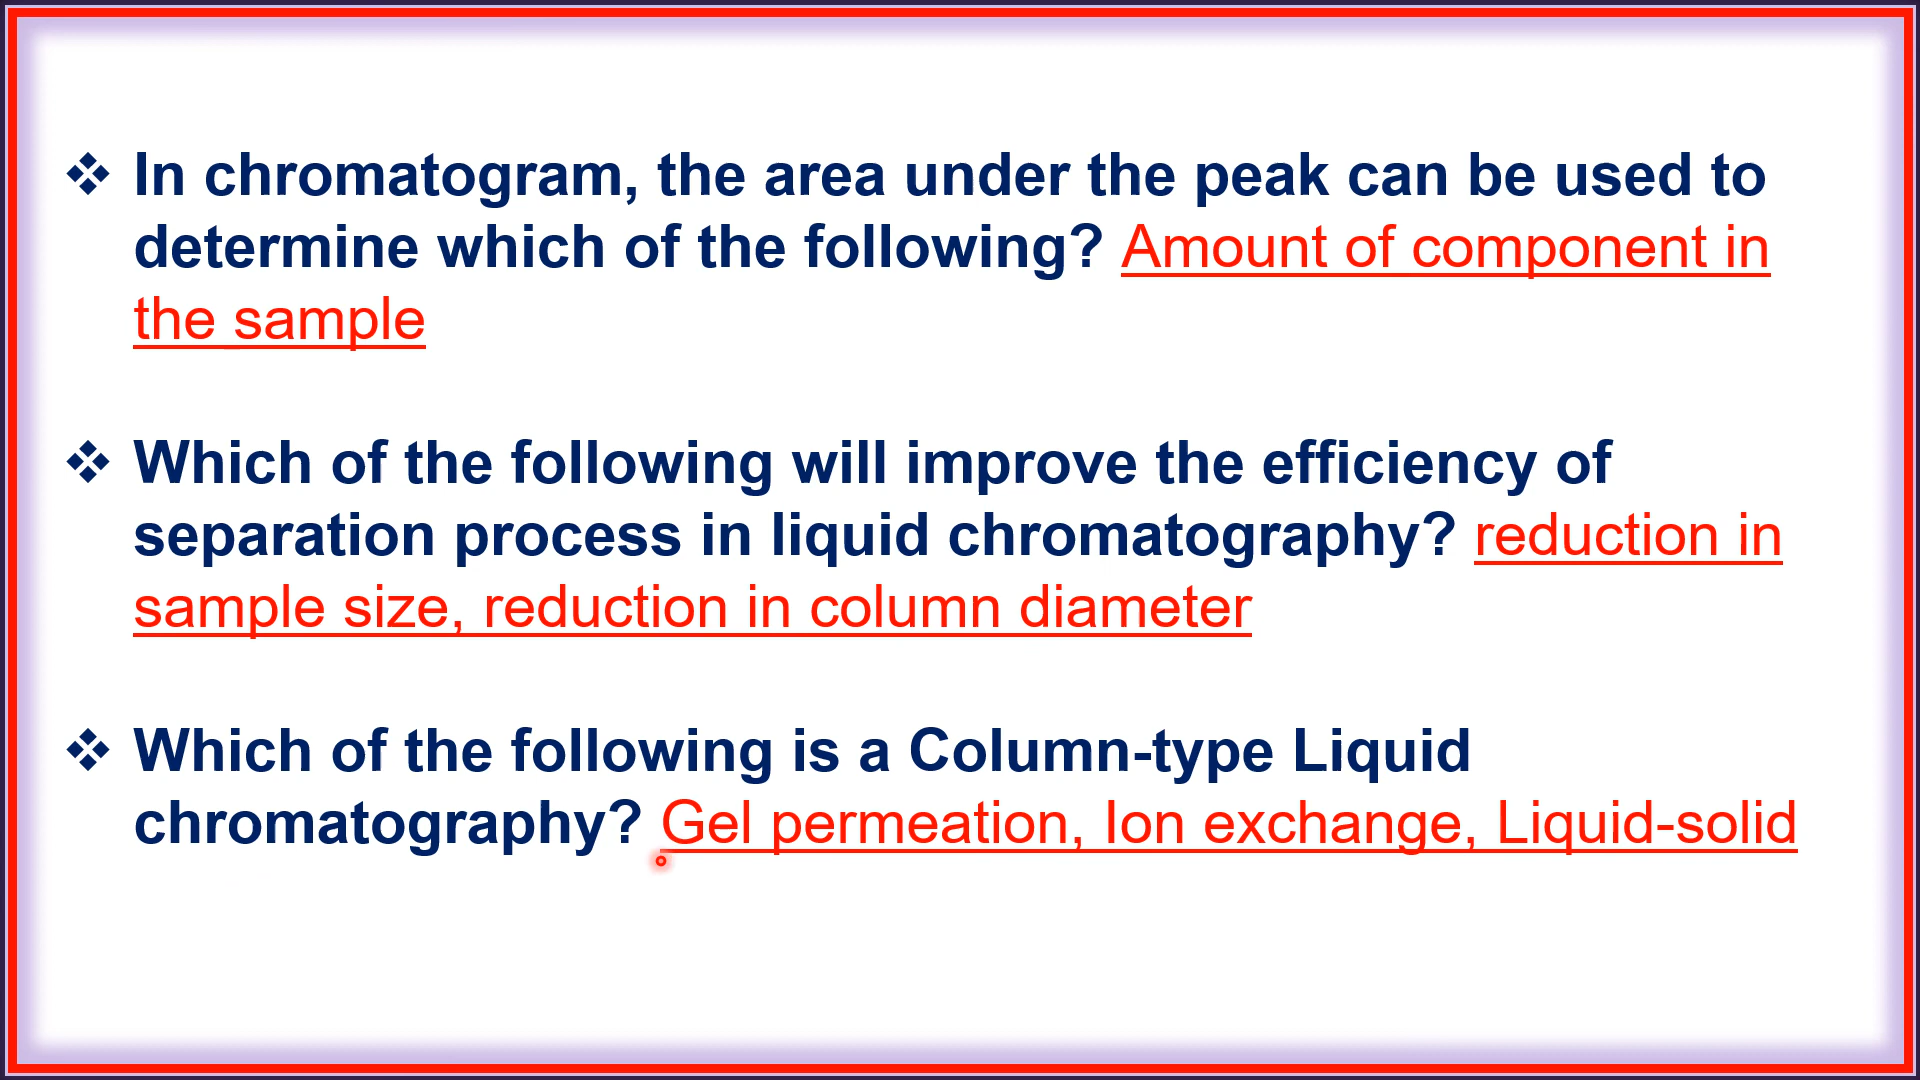 ❖ In chromatogram, the area under the peak can be used to
determine which of the following? Amount of component in
the sample
❖ Which of the following will improve the efficiency of
separation process in liquid chromatography? reduction in
sample size, reduction in column diameter
❖ Which of the following is a Column-type Liquid
chromatography? Gel permeation, Ion exchange, Liquid-solid